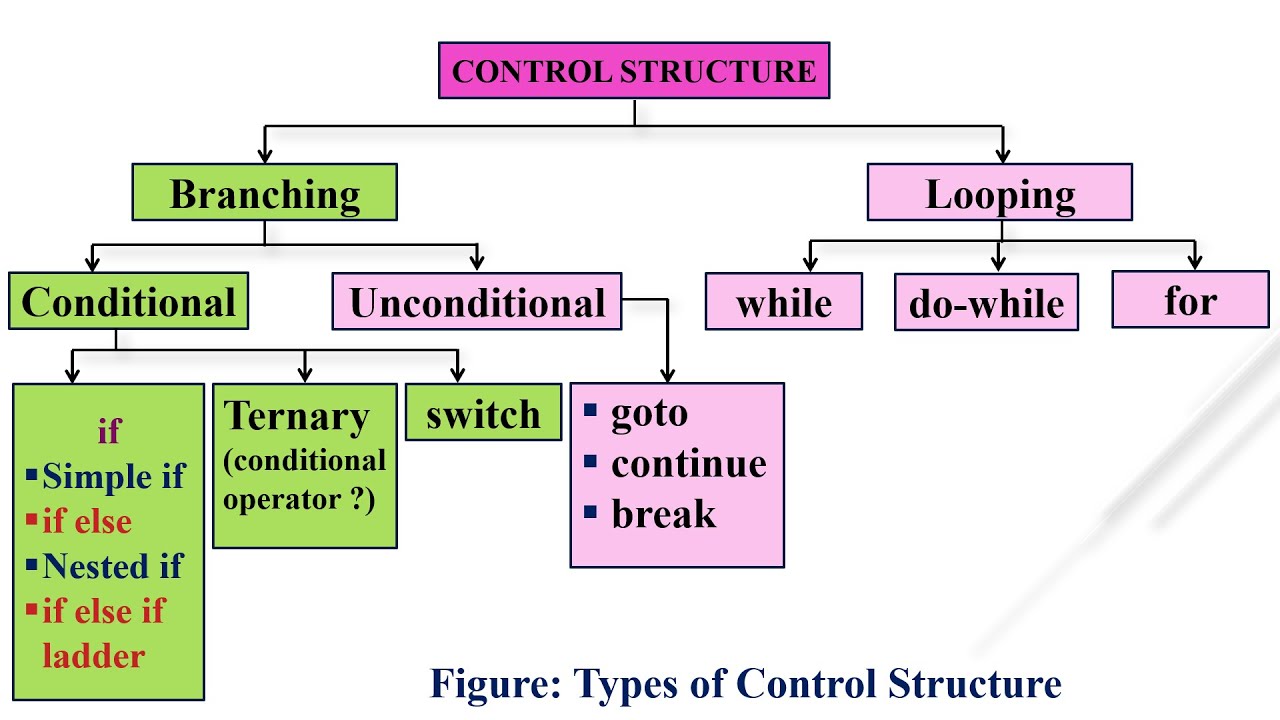 CONTROL STRUCTURE
Branching
Looping
Conditional
Unconditional
while
do-while
for
if
▪Simple if
▪if else
▪Nested if
▪if else if
ladder
Ternary
(conditional
operator ?)
switch
▪ goto
▪ continue
▪ break
Figure: Types of Control Structure